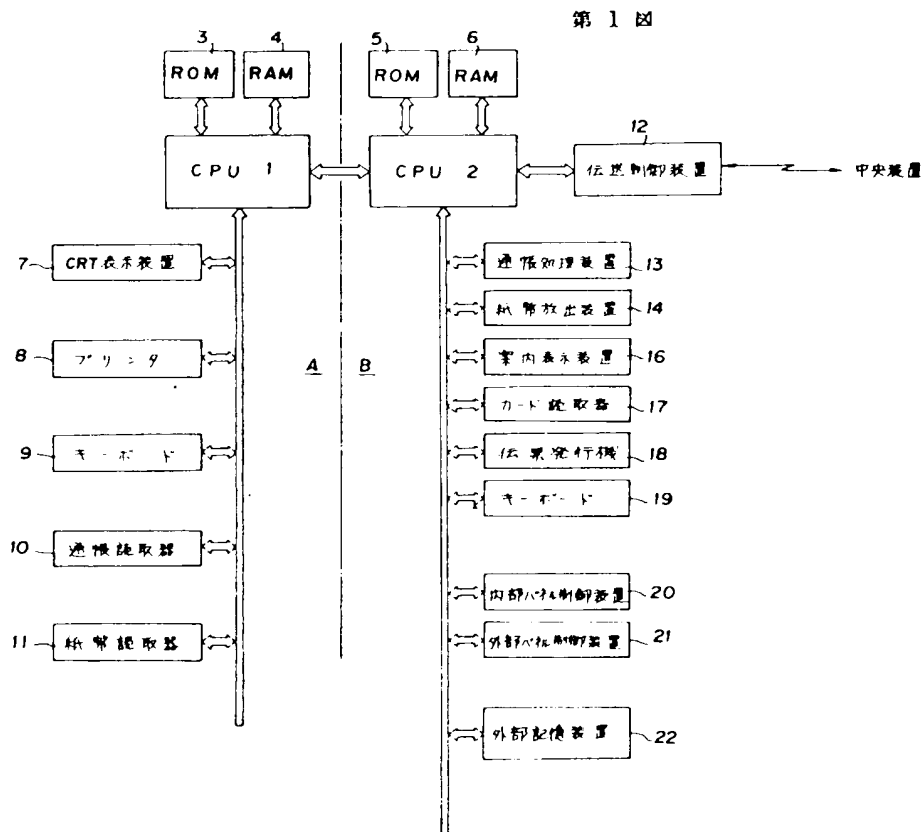 第 1 図
3
4
5
6
ROM
RAM
ROM
RAM
12
CPU 1
CPU 2
伝送制御装置
中央装置
7
CRT表示装置
通帳処理装置
13
紙幣放出装置
14
8
プリンタ
A
B
案内表示装置
16
カード読取器
17
9
キーボード
伝票発行機
18
キーボード
19
10
通帳読取器
内部パネル制御装置
20
11
紙幣読取器
外部パネル制御装置
21
外部記憶装置
22